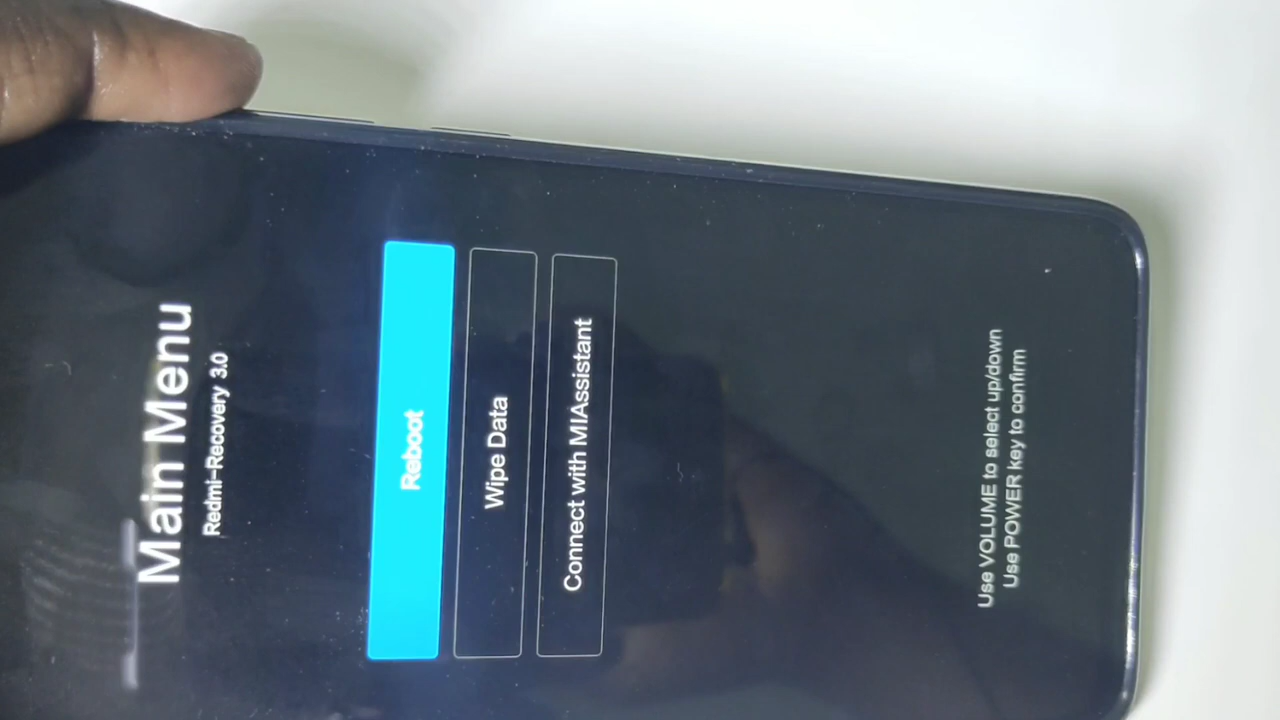 Main Menu
Redmi-Recovery 3.0
Reboot
Wipe Data
Connect with MIAssistant
Use VOLUME to select up/down
Use POWER key to confirm